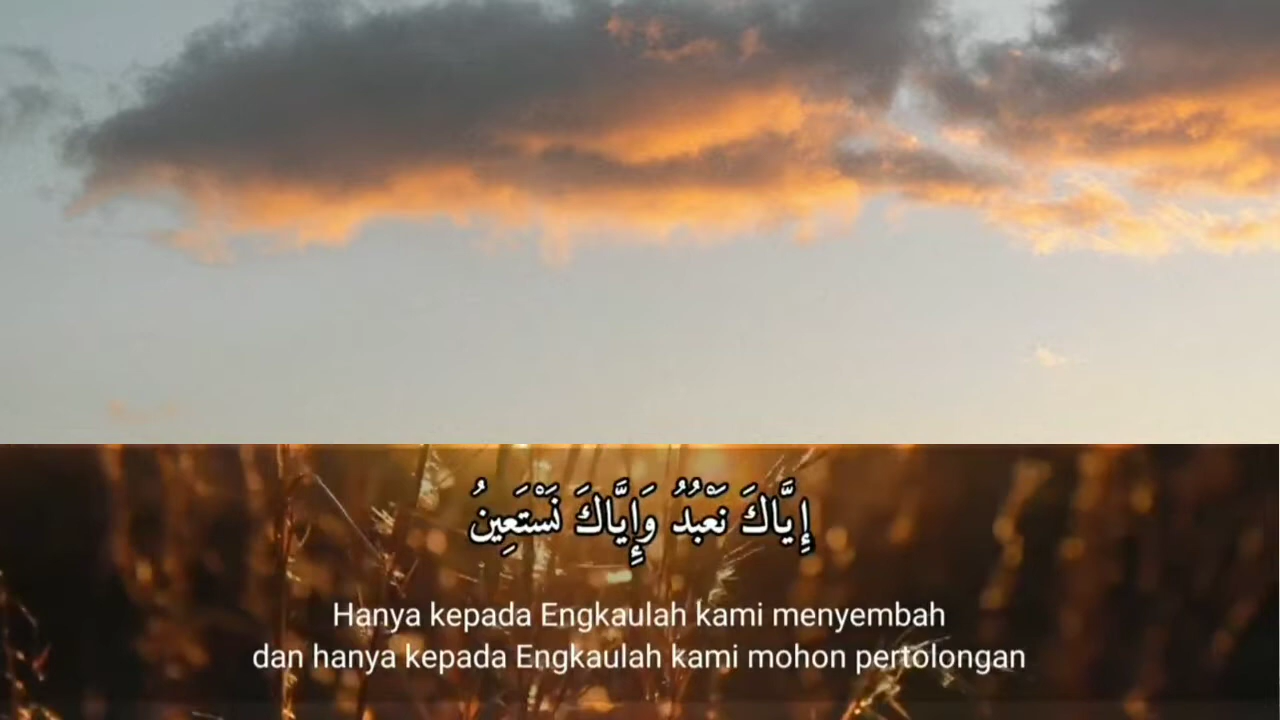 إِيَّاكَ نَعْبُدُ وَإِيَّاكَ نَسْتَعِينُ
Hanya kepada Engkaulah kami menyembah
dan hanya kepada Engkaulah kami mohon pertolongan